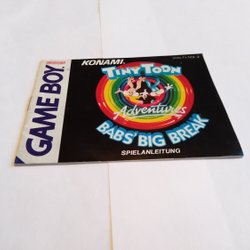 KONAMI
TINY TOON
Adventures
BABS' BIG BREAK
SPIELANLEITUNG
GAME BOY